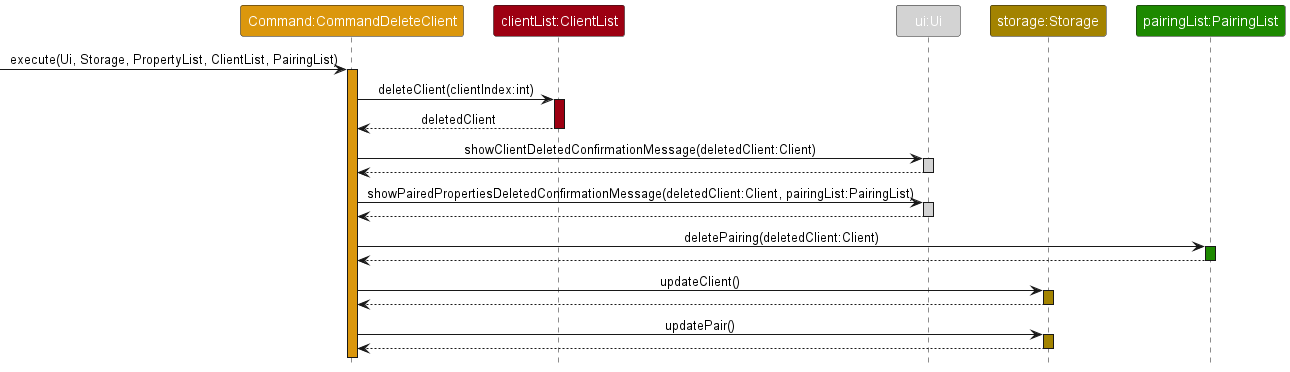 Command:CommandDeleteClient
clientList:ClientList
ui:Ui
storage:Storage
pairingList:PairingList
execute(Ui, Storage, PropertyList, ClientList, PairingList)
deleteClient(clientIndex:int)
deletedClient
showClientDeletedConfirmationMessage(deletedClient:Client)
showPairedPropertiesDeletedConfirmationMessage(deletedClient:Client, pairingList:PairingList)
deletePairing(deletedClient:Client)
updateClient()
updatePair()